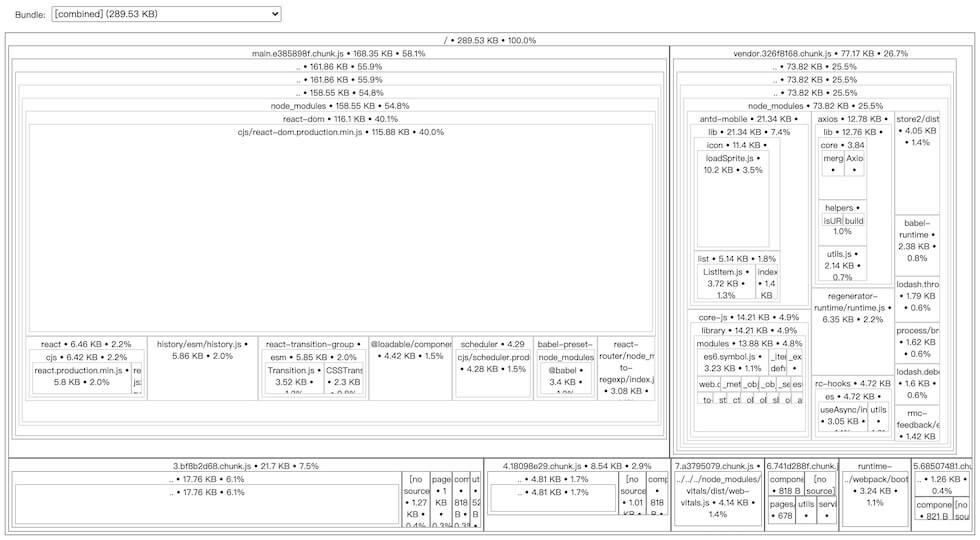 Bundle: [combined] (289.53 KB)
/ • 289.53 KB • 100.0%
main.e385898f.chunk.js • 168.35 KB • 58.1%
.. • 161.86 KB • 55.9%
.. • 161.86 KB • 55.9%
.. • 158.55 KB • 54.8%
node_modules • 158.55 KB • 54.8%
react-dom • 116.1 KB • 40.1%
cjs/react-dom.production.min.js • 115.88 KB • 40.0%
react • 6.46 KB • 2.2%
cjs • 6.42 KB • 2.2%
react.production.min.js •
5.8 KB • 2.0%
re
js:
history/esm/history.js •
5.86 KB • 2.0%
react-transition-group •
esm • 5.85 KB • 2.0%
Transition.js •
3.52 KB •
CSSTrans
• 2.3 KB
@loadable/componen
• 4.42 KB • 1.5%
scheduler • 4.29
cjs/scheduler.prod
• 4.28 KB • 1.5%
babel-preset-
node_modules
@babel •
3.4 KB •
react-
router/node_m
to-
regexp/index.j
• 3.08 KB •
vendor.326f8168.chunk.js • 77.17 KB • 26.7%
.. • 73.82 KB • 25.5%
.. • 73.82 KB • 25.5%
.. • 73.82 KB • 25.5%
node_modules • 73.82 KB • 25.5%
antd-mobile • 21.34 KB •
lib • 21.34 KB • 7.4%
icon • 11.4 KB •
loadSprite.js •
10.2 KB • 3.5%
list • 5.14 KB • 1.8%
ListItem.js •
3.72 KB •
1.3%
index
• 1.4
KB
core-js • 14.21 KB • 4.9%
library • 14.21 KB • 4.9%
modules • 13.88 KB • 4.8%
es6.symbol.js •
3.23 KB • 1.1%
_iter
defi
_ex
web.c
_met
_ob
_ob
_se
es
to-
st
ct
ol
ol
sl
o
a
axios • 12.78 KB •
lib • 12.76 KB •
core • 3.84
merg
•
Axio
•
helpers •
isURI
build
1.0%
utils.js •
2.14 KB •
0.7%
regenerator-
runtime/runtime.js •
6.35 KB • 2.2%
rc-hooks • 4.72 KB
es • 4.72 KB •
useAsync/in
• 3.05 KB •
utils
•
store2/dist
• 4.05 KB
• 1.4%
babel-
runtime •
2.38 KB •
0.8%
lodash.thro
• 1.79 KB
• 0.6%
process/br
• 1.62 KB
• 0.6%
lodash.debo
• 1.6 KB •
0.6%
rmc-
feedback/e
• 1.42 KB
3.bf8b2d68.chunk.js • 21.7 KB • 7.5%
.. • 17.76 KB • 6.1%
.. • 17.76 KB • 6.1%
[no
source]
• 1.27
KB •
0.4%
page
• 1
KB •
0.3%
com
818
B •
0.3%
ut
•
52
B •
4.18098e29.chunk.js • 8.54 KB • 2.9%
.. • 4.81 KB • 1.7%
.. • 4.81 KB • 1.7%
[no
source]
• 1.01
KB •
comp
•
818
B •
7.a3795079.chunk.js •
../../../node_modules/
vitals/dist/web-
vitals.js • 4.14 KB •
1.4%
6.741d288f.chunk.j
compone
• 818 B
[no
source]
pages/
• 678
utils
•
servi
•
runtime-
../webpack/boot
• 3.24 KB •
1.1%
5.68507481.chu
.. • 1.26 KB •
0.4%
compone
• 821 B
[no
sou